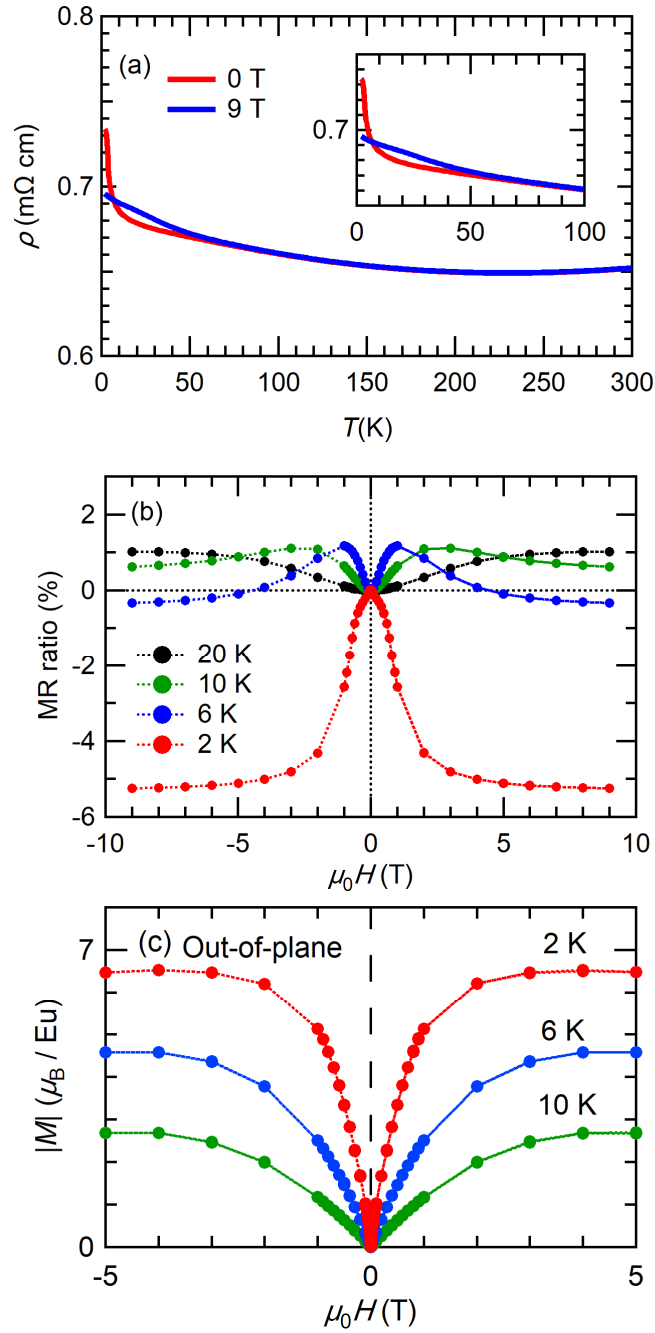 0.8
(a)
0 T
9 T
0.7
0 50 100
0.7
ρ (mΩ cm)
0.6
0 50 100 150 200 250 300
T(K)
(b)
2
0
-2
-4
-6
MR ratio (%)
20 K
10 K
6 K
2 K
-10 -5 0 5 10
μ₀H (T)
(c) Out-of-plane
7
2 K
6 K
10 K
|M| (μB / Eu)
0
-5 0 5
μ₀H (T)